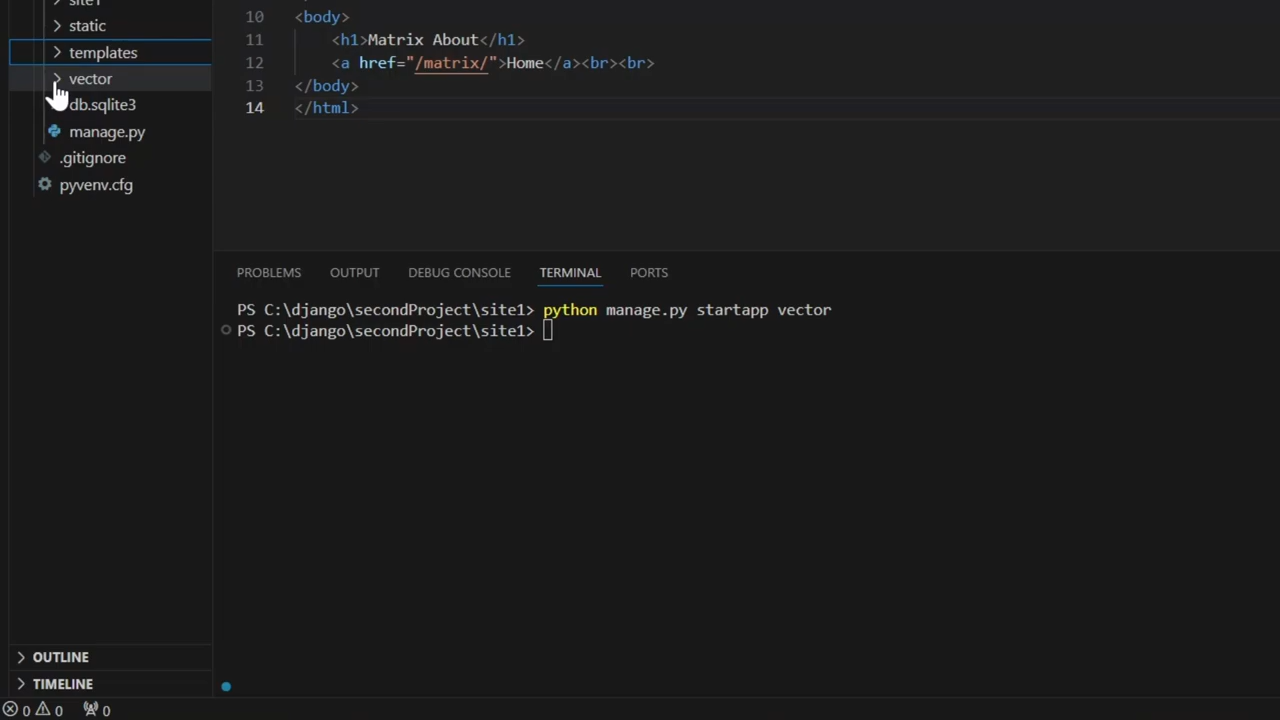 site1
static
templates
vector
db.sqlite3
manage.py
.gitignore
pyvenv.cfg
OUTLINE
TIMELINE
10 <body>
11 <h1>Matrix About</h1>
12 <a href="/matrix/">Home</a><br><br>
13 </body>
14 </html>
PROBLEMS OUTPUT DEBUG CONSOLE TERMINAL PORTS
PS C:\django\secondProject\site1> python manage.py startapp vector
PS C:\django\secondProject\site1>
0 0 0